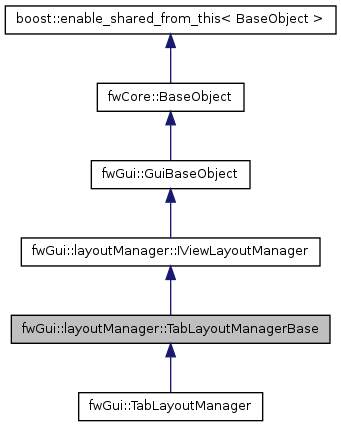 boost::enable_shared_from_this< BaseObject >
fwCore::BaseObject
fwGui::GuiBaseObject
fwGui::layoutManager::IViewLayoutManager
fwGui::layoutManager::TabLayoutManagerBase
fwGui::TabLayoutManager